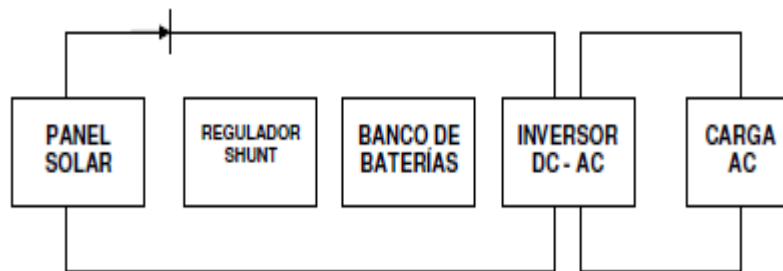 PANEL
SOLAR
REGULADOR
SHUNT
BANCO DE
BATERÍAS
INVERSOR
DC - AC
CARGA
AC